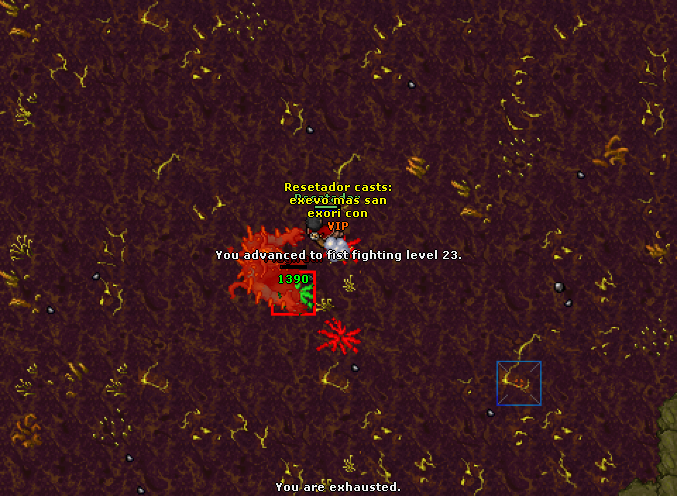 Resetador casts:
exevo mas san
exori con
VIP
You advanced to fist fighting level 23.
1390
You are exhausted.